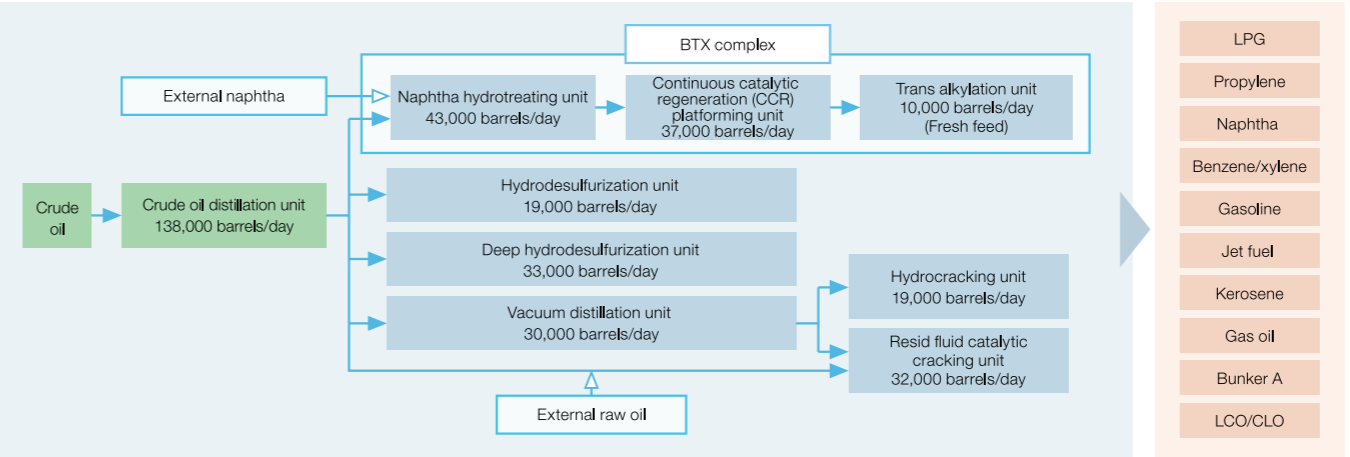 BTX complex
External naphtha
Naphtha hydrotreating unit
43,000 barrels/day
Continuous catalytic
regeneration (CCR)
platforming unit
37,000 barrels/day
Trans alkylation unit
10,000 barrels/day
(Fresh feed)
Crude
oil
Crude oil distillation unit
138,000 barrels/day
Hydrodesulfurization unit
19,000 barrels/day
Deep hydrodesulfurization unit
33,000 barrels/day
Vacuum distillation unit
30,000 barrels/day
Hydrocracking unit
19,000 barrels/day
Resid fluid catalytic
cracking unit
32,000 barrels/day
External raw oil
LPG
Propylene
Naphtha
Benzene/xylene
Gasoline
Jet fuel
Kerosene
Gas oil
Bunker A
LCO/CLO